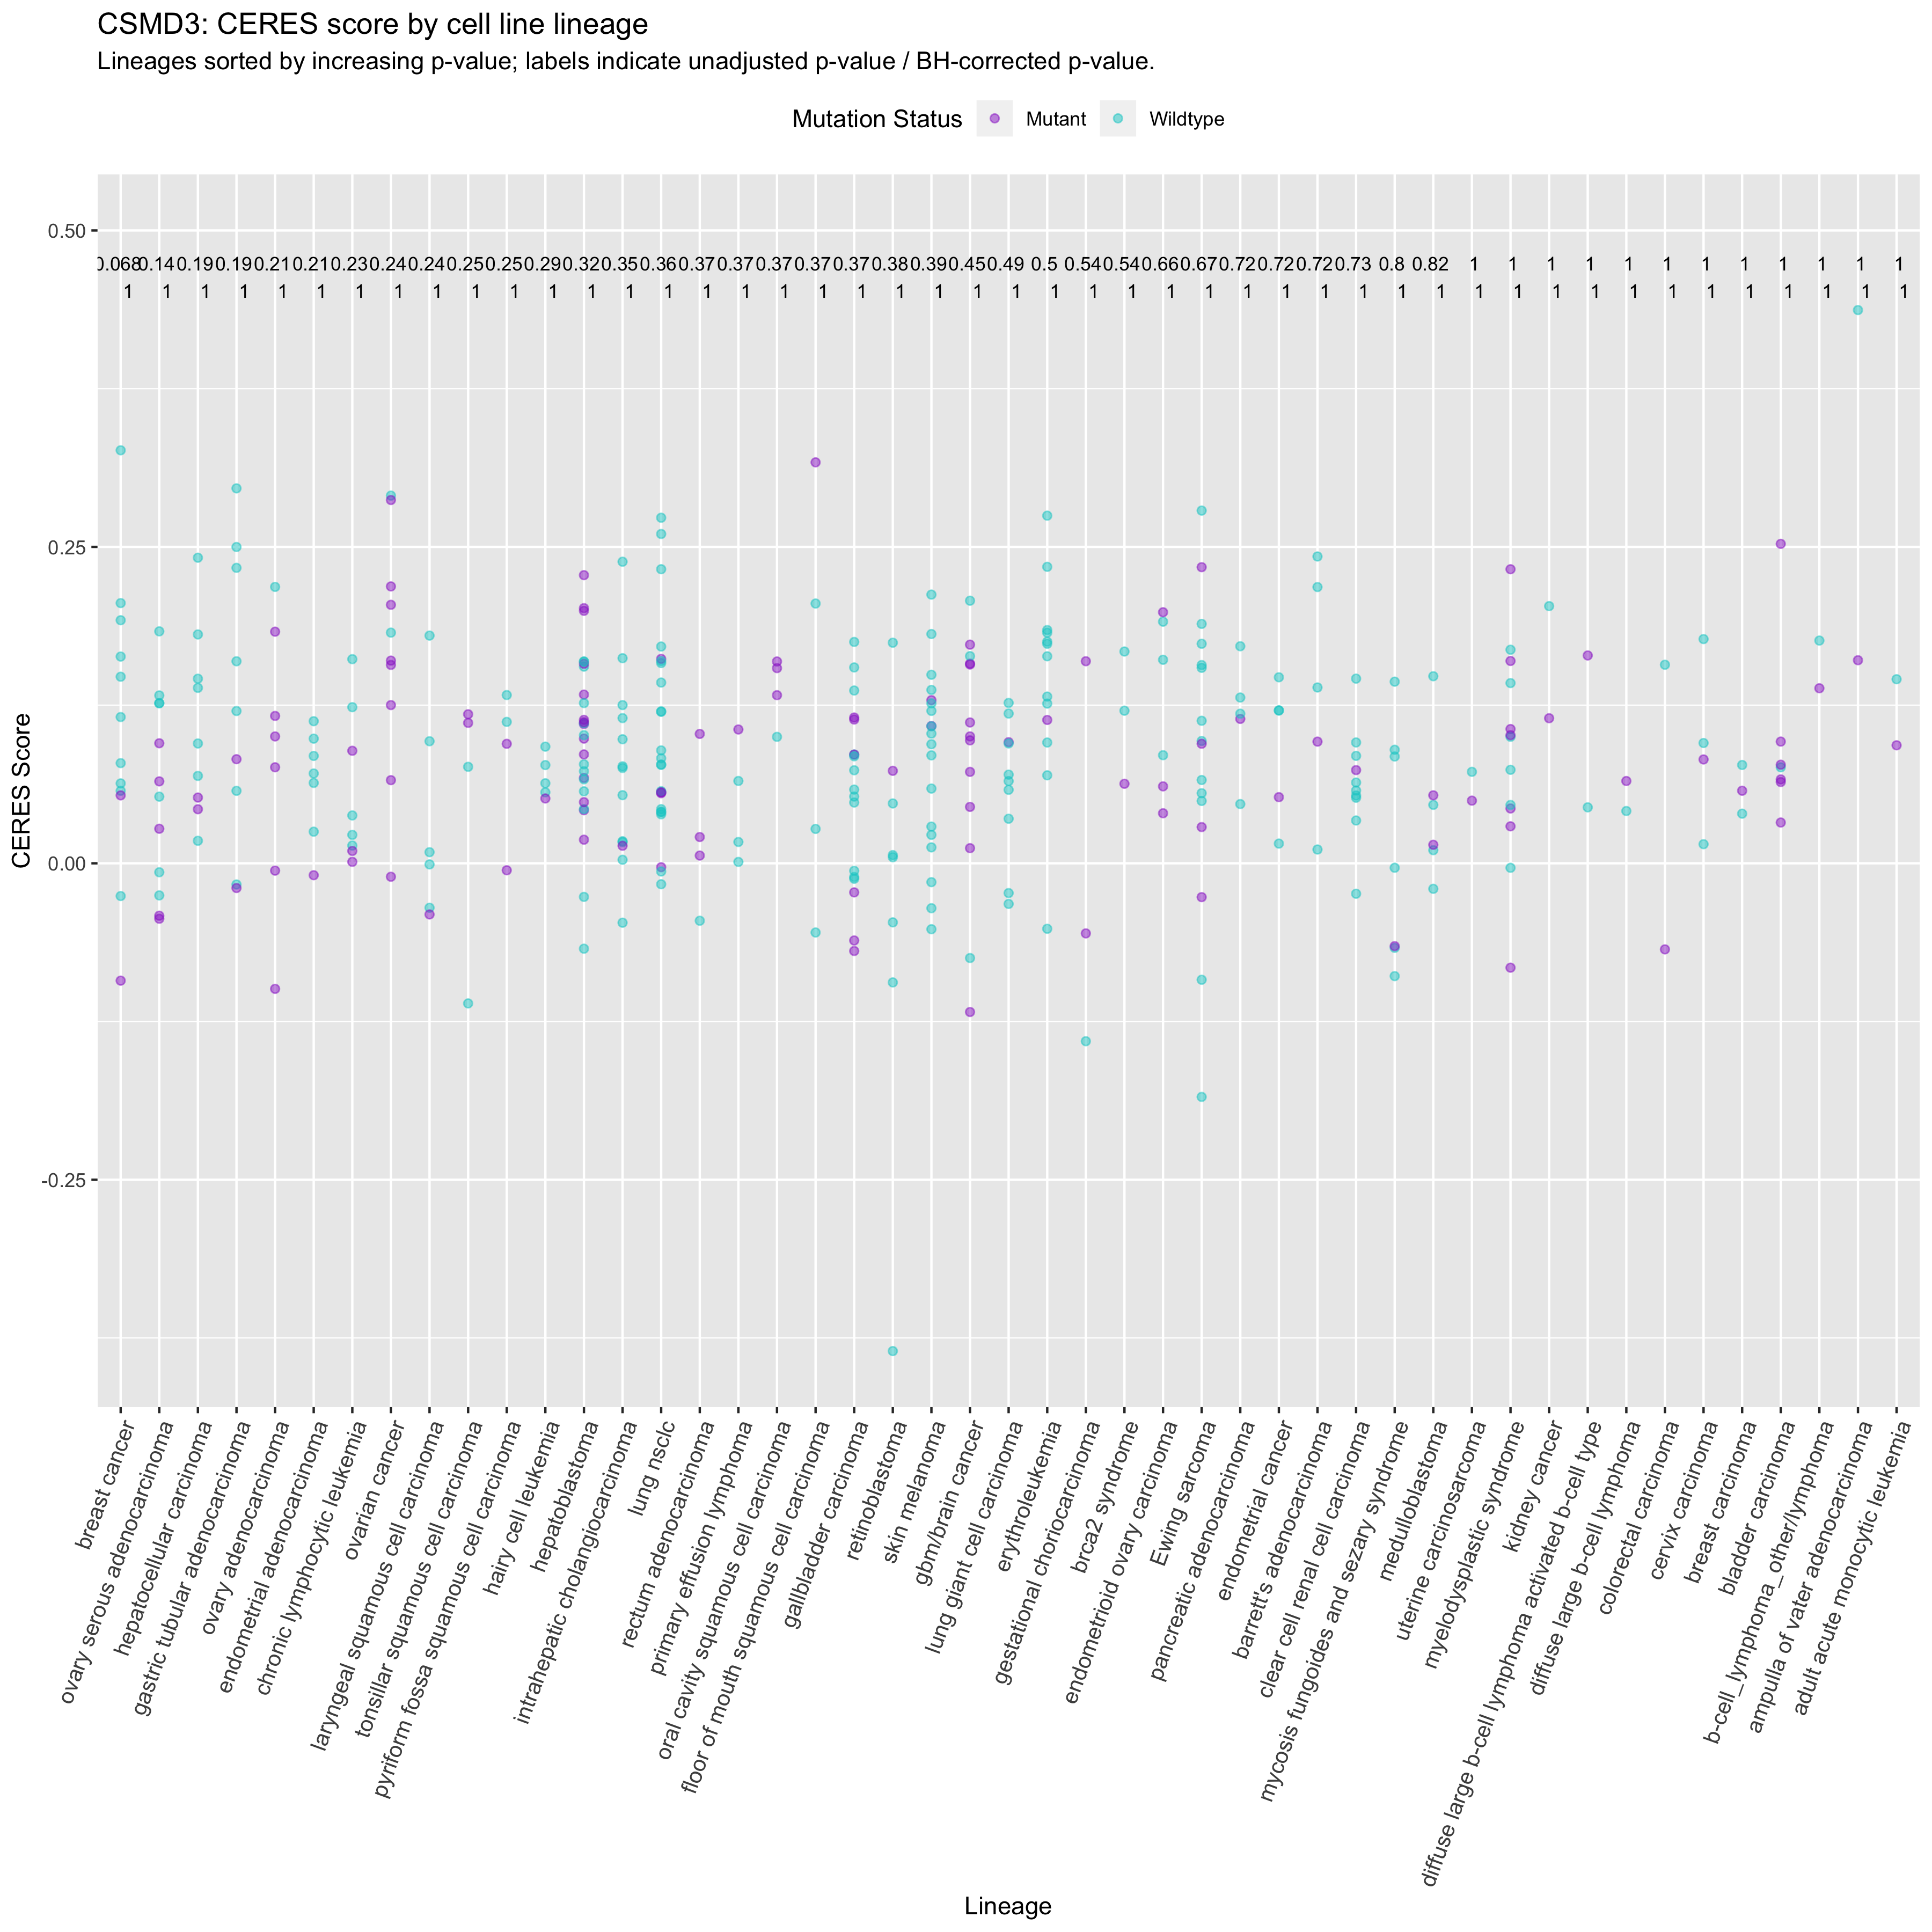 CSMD3: CERES score by cell line lineage
Lineages sorted by increasing p-value; labels indicate unadjusted p-value / BH-corrected p-value.
Mutation Status Mutant Wildtype
0.50
0.068 0.14 0.19 0.19 0.21 0.21 0.23 0.24 0.24 0.25 0.25 0.29 0.32 0.35 0.36 0.37 0.37 0.37 0.37 0.37 0.38 0.39 0.45 0.49 0.5 0.54 0.54 0.66 0.67 0.72 0.72 0.72 0.73 0.8 0.82 1 1 1 1 1 1 1 1 1 1 1 1
1 1 1 1 1 1 1 1 1 1 1 1 1 1 1 1 1 1 1 1 1 1 1 1 1 1 1 1 1 1 1 1 1 1 1 1 1 1 1 1 1 1 1 1 1 1 1
0.25
0.00
-0.25
CERES Score
breast cancer
ovary serous adenocarcinoma
hepatocellular carcinoma
gastric tubular adenocarcinoma
ovary adenocarcinoma
endometrial adenocarcinoma
chronic lymphocytic leukemia
ovarian cancer
laryngeal squamous cell carcinoma
tonsillar squamous cell carcinoma
pyriform fossa squamous cell carcinoma
hairy cell leukemia
hepatoblastoma
intrahepatic cholangiocarcinoma
lung nsclc
rectum adenocarcinoma
primary effusion lymphoma
oral cavity squamous cell carcinoma
floor of mouth squamous cell carcinoma
gallbladder carcinoma
retinoblastoma
skin melanoma
gbm/brain cancer
lung giant cell carcinoma
erythroleukemia
gestational choriocarcinoma
brca2 syndrome
endometrioid ovary carcinoma
Ewing sarcoma
pancreatic adenocarcinoma
endometrial cancer
barrett's adenocarcinoma
clear cell renal cell carcinoma
mycosis fungoides and sezary syndrome
medulloblastoma
uterine carcinosarcoma
myelodysplastic syndrome
kidney cancer
diffuse large b-cell lymphoma activated b-cell type
diffuse large b-cell lymphoma
colorectal carcinoma
cervix carcinoma
breast carcinoma
bladder carcinoma
b-cell_lymphoma_other/lymphoma
ampulla of vater adenocarcinoma
adult acute monocytic leukemia
Lineage